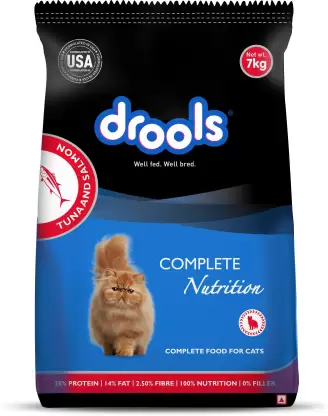 USA
Net wt.
7kg
drools®
Well fed. Well bred.
TUNA AND SALMON
COMPLETE
Nutrition
COMPLETE FOOD FOR CATS
PROTEIN | 14% FAT | 2.50% FIBRE | 100% NUTRITION | 0% FILLER